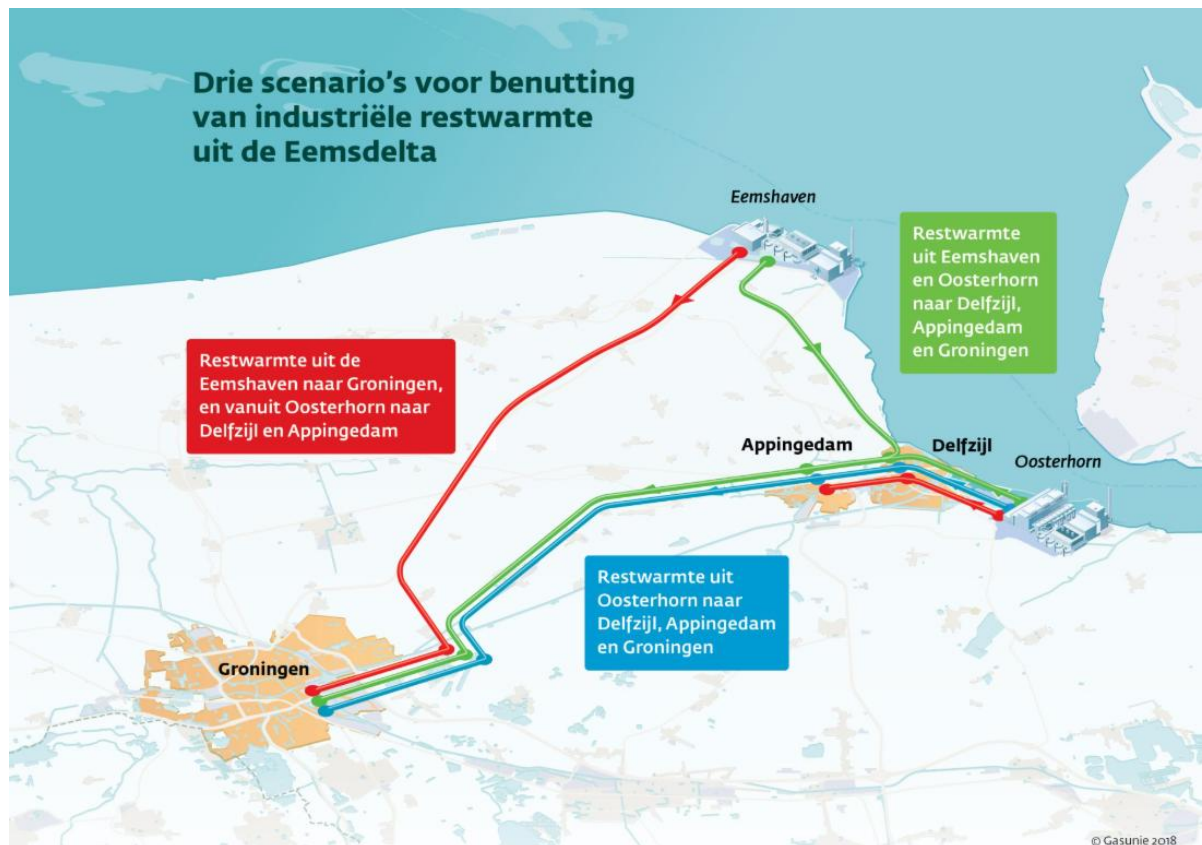 Drie scenario's voor benutting
van industriële restwarmte
uit de Eemsdelta
Eemshaven
Restwarmte
uit Eemshaven
en Oosterhorn
naar Delfzijl,
Appingedam
en Groningen
Restwarmte uit de
Eemshaven naar Groningen,
en vanuit Oosterhorn naar
Delfzijl en Appingedam
Appingedam
Delfzijl
Oosterhorn
Restwarmte uit
Oosterhorn naar
Delfzijl, Appingedam
en Groningen
Groningen
© Gasunie 2018